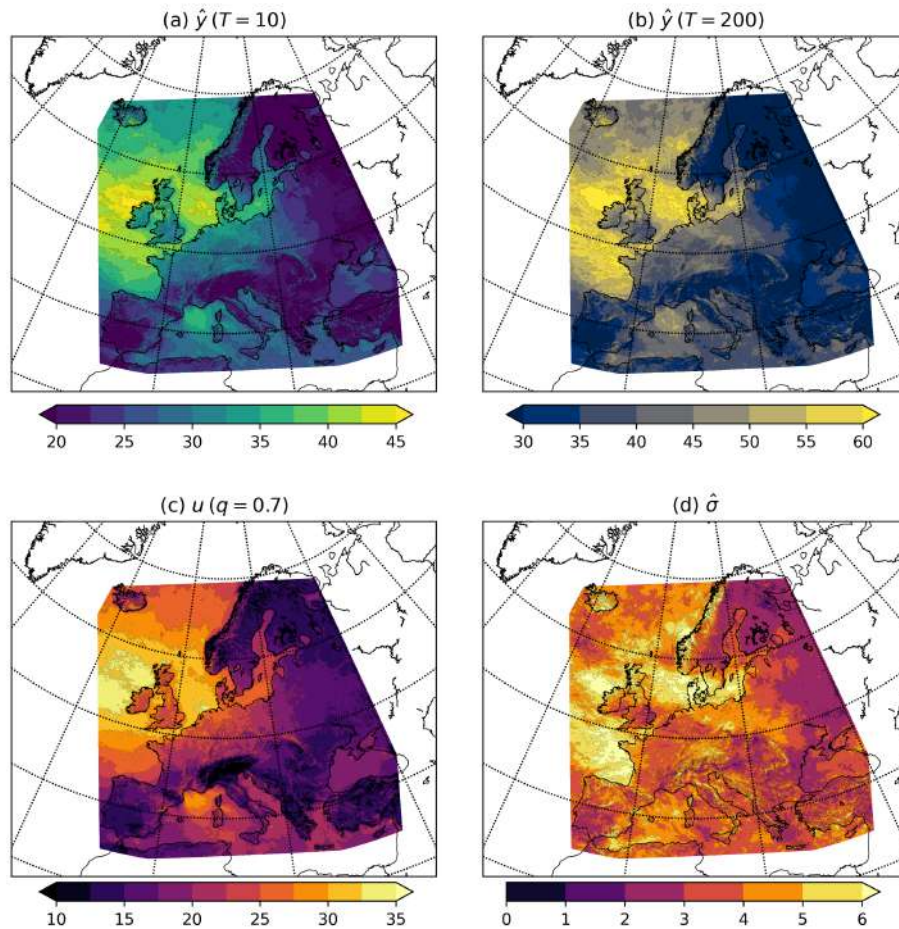 (a) ŷ (T = 10)
(b) ŷ (T = 200)
20 25 30 35 40 45
30 35 40 45 50 55 60
(c) u (q = 0.7)
(d) σ̂
10 15 20 25 30 35
0 1 2 3 4 5 6